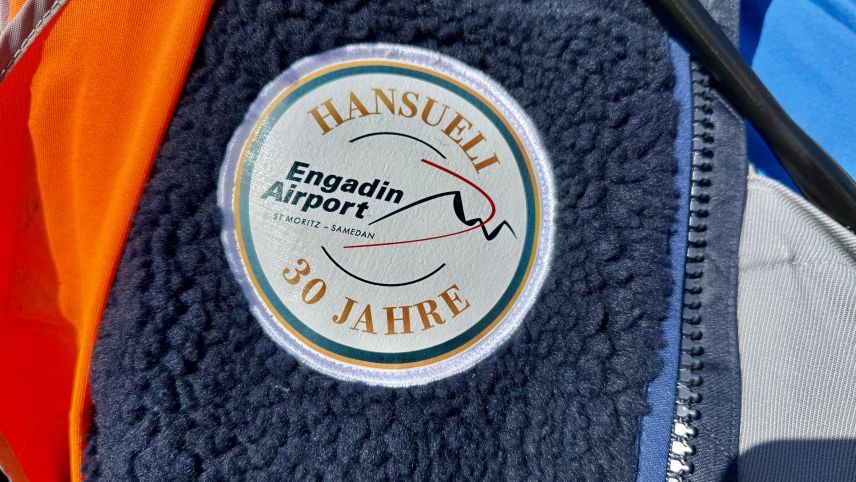 HANSUELI
Engadin
Airport
ST MORITZ – SAMEDAN
30 JAHRE